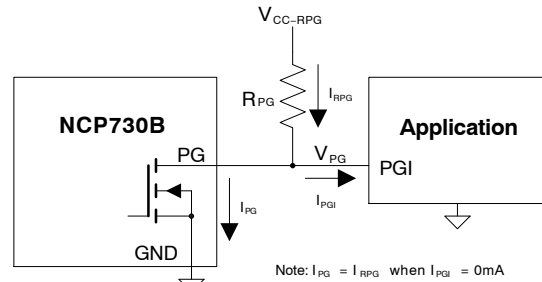 VCC-RPG
RPG
IRPG
NCP730B
Application
PG
VPG
PGI
IPG
IPGI
GND
Note: IPG = IRPG when IPGI = 0mA